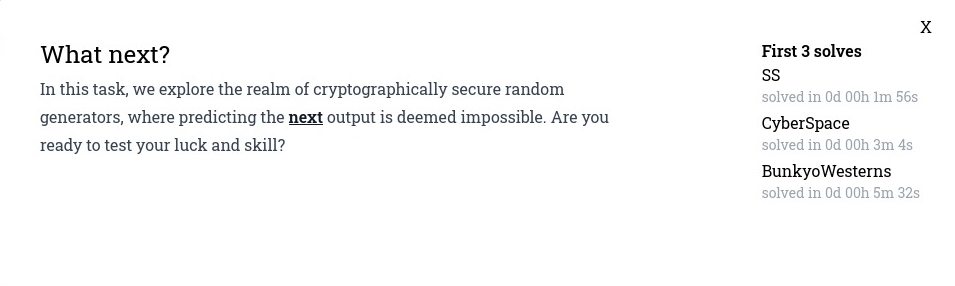 X
What next?
In this task, we explore the realm of cryptographically secure random
generators, where predicting the next output is deemed impossible. Are you
ready to test your luck and skill?
First 3 solves
SS
solved in 0d 00h 1m 56s
CyberSpace
solved in 0d 00h 3m 4s
BunkyoWesterns
solved in 0d 00h 5m 32s